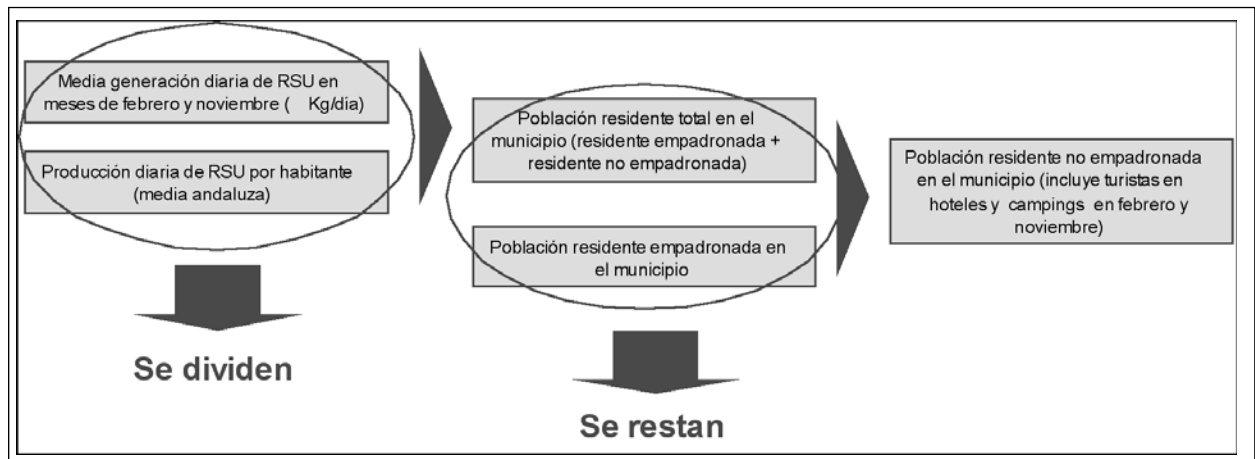 Media generación diaria de RSU en
meses de febrero y noviembre ( Kg/dia)
Producción diaria de RSU por habitante
(media andaluza)
Se dividen
Población residente total en el
municipio (residente empadronada +
residente no empadronada)
Población residente empadronada en
el municipio
Se restan
Población residente no empadronada
en el municipio (incluye turistas en
hoteles y campings en febrero y
noviembre)